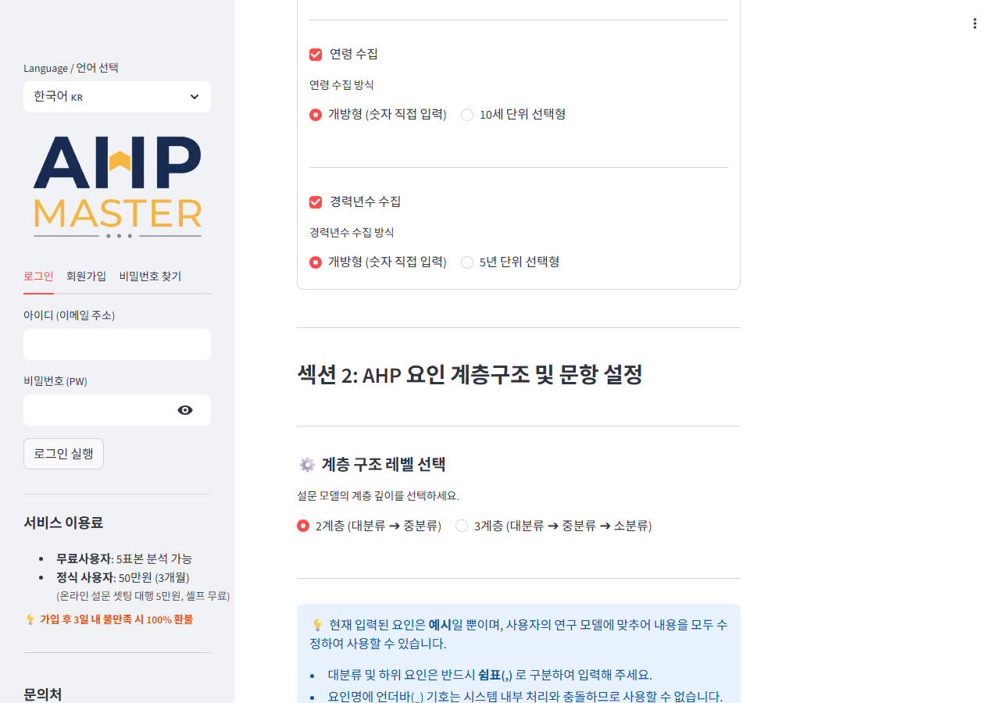 Language / 언어 선택
한국어 KR
AHP
MASTER
로그인 회원가입 비밀번호 찾기
아이디 (이메일 주소)
비밀번호 (PW)
로그인 실행
서비스 이용료
무료사용자: 5표본 분석 가능
정식 사용자: 50만원 (3개월)
(온라인 설문 셋팅 대행 5만원, 셀프 무료)
💡 가입 후 3일 내 불만족 시 100% 환불
문의처
연령 수집
연령 수집 방식
개방형 (숫자 직접 입력) 10세 단위 선택형
경력년수 수집
경력년수 수집 방식
개방형 (숫자 직접 입력) 5년 단위 선택형
섹션 2: AHP 요인 계층구조 및 문항 설정
⚙️ 계층 구조 레벨 선택
설문 모델의 계층 깊이를 선택하세요.
2계층 (대분류 ➔ 중분류) 3계층 (대분류 ➔ 중분류 ➔ 소분류)
💡 현재 입력된 요인은 예시일 뿐이며, 사용자의 연구 모델에 맞추어 내용을 모두 수
정하여 사용할 수 있습니다.
대분류 및 하위 요인은 반드시 쉼표(,) 로 구분하여 입력해 주세요.
요인명에 언더바(_) 기호는 시스템 내부 처리와 충돌하므로 사용할 수 없습니다.